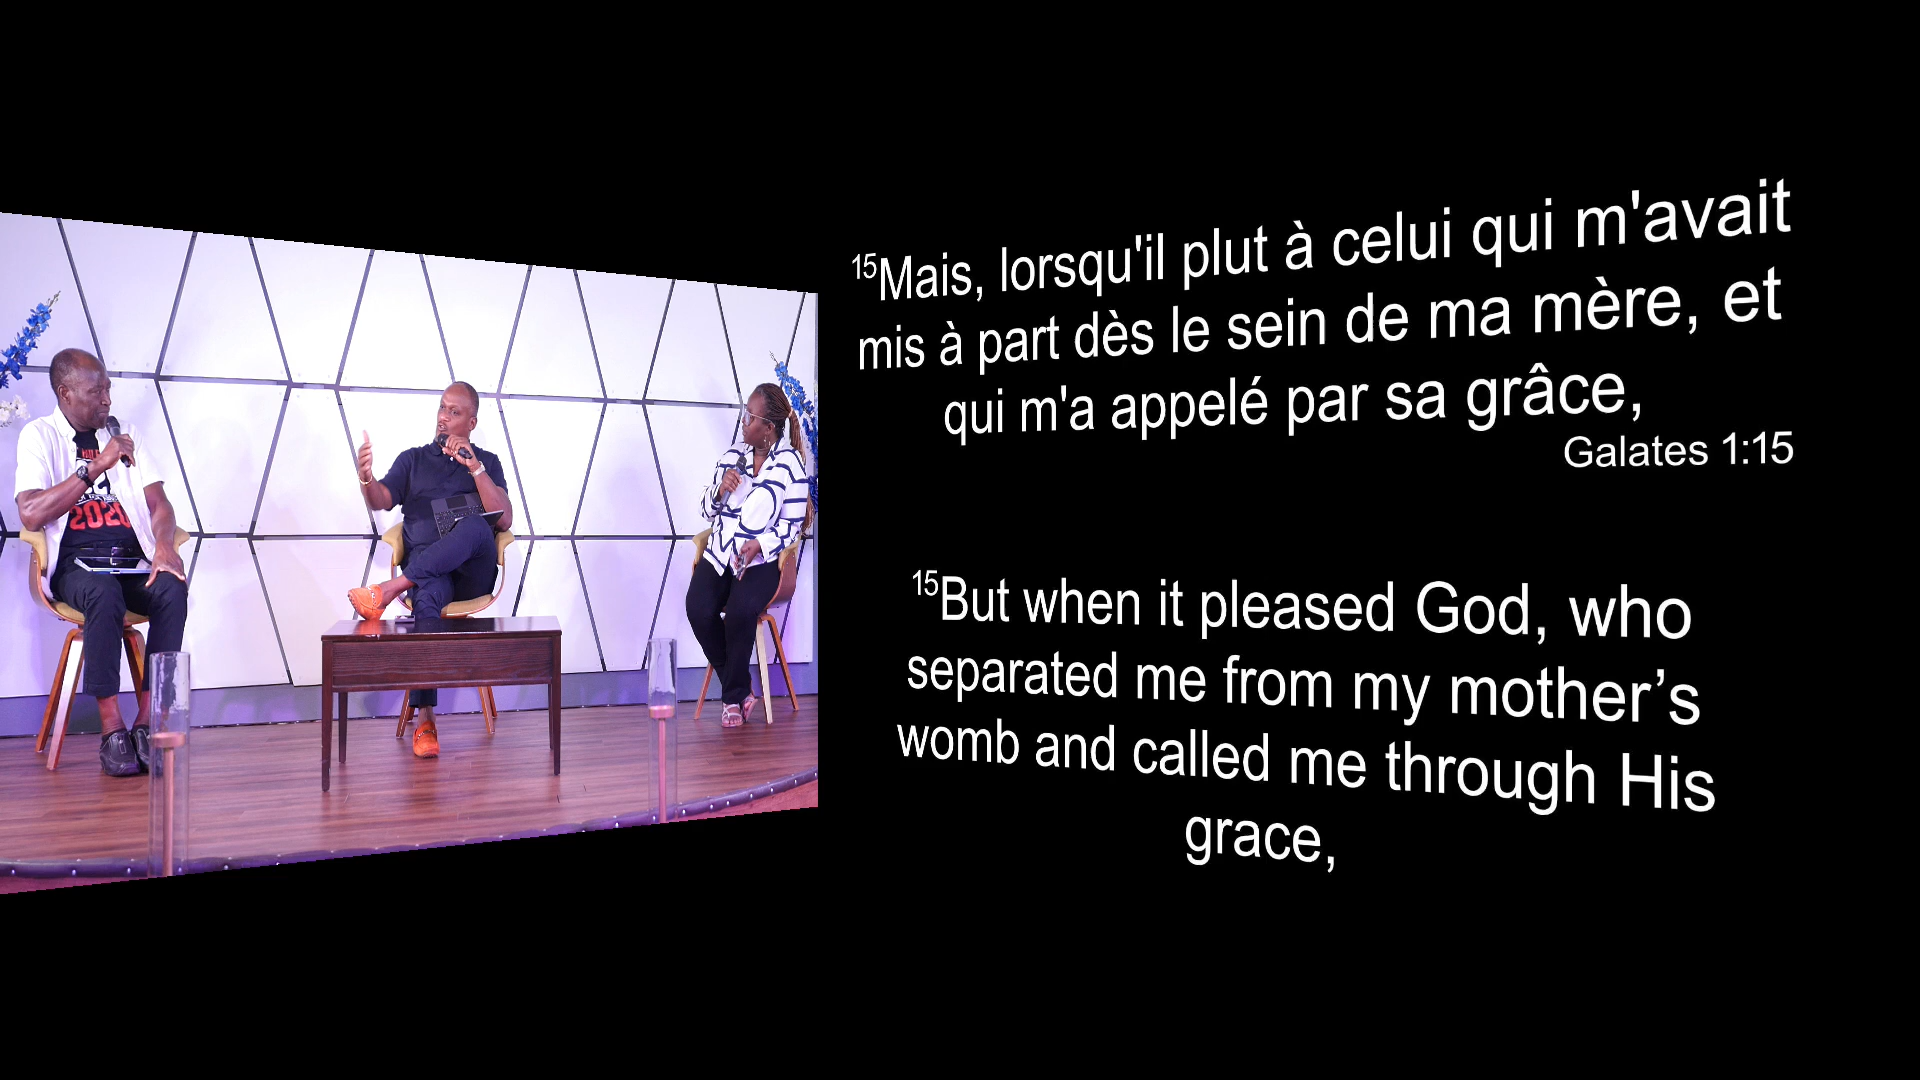 15Mais, lorsqu'il plut à celui qui m'avait
mis à part dès le sein de ma mère, et
qui m'a appelé par sa grâce,
Galates 1:15
15But when it pleased God, who
separated me from my mother’s
womb and called me through His
grace,
2020